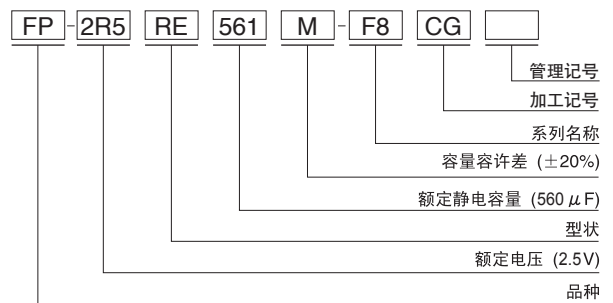 FP-2R5 RE 561 M-F8 CG
管理记号
加工记号
系列名称
容量容许差 (±20%)
额定静电容量 (560 μF)
型状
额定电压 (2.5V)
品种